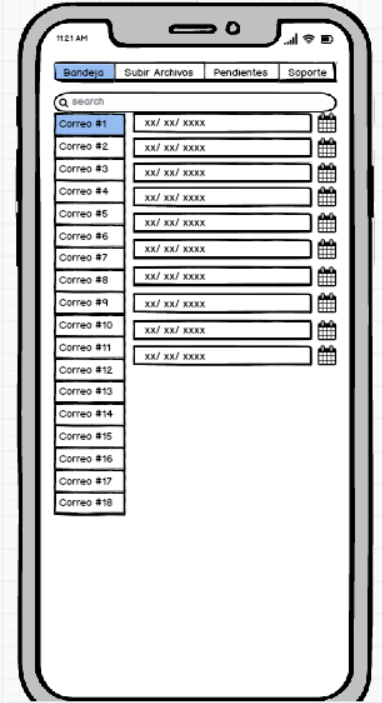 11:21 AM
Bandeja Subir Archivos Pendientes Soporte
search
Correo #1 xx/ xx/ xxxx
Correo #2 xx/ xx/ xxxx
Correo #3 xx/ xx/ xxxx
Correo #4 xx/ xx/ xxxx
Correo #5 xx/ xx/ xxxx
Correo #6 xx/ xx/ xxxx
Correo #7 xx/ xx/ xxxx
Correo #8 xx/ xx/ xxxx
Correo #9 xx/ xx/ xxxx
Correo #10 xx/ xx/ xxxx
Correo #11
Correo #12
Correo #13
Correo #14
Correo #15
Correo #16
Correo #17
Correo #18